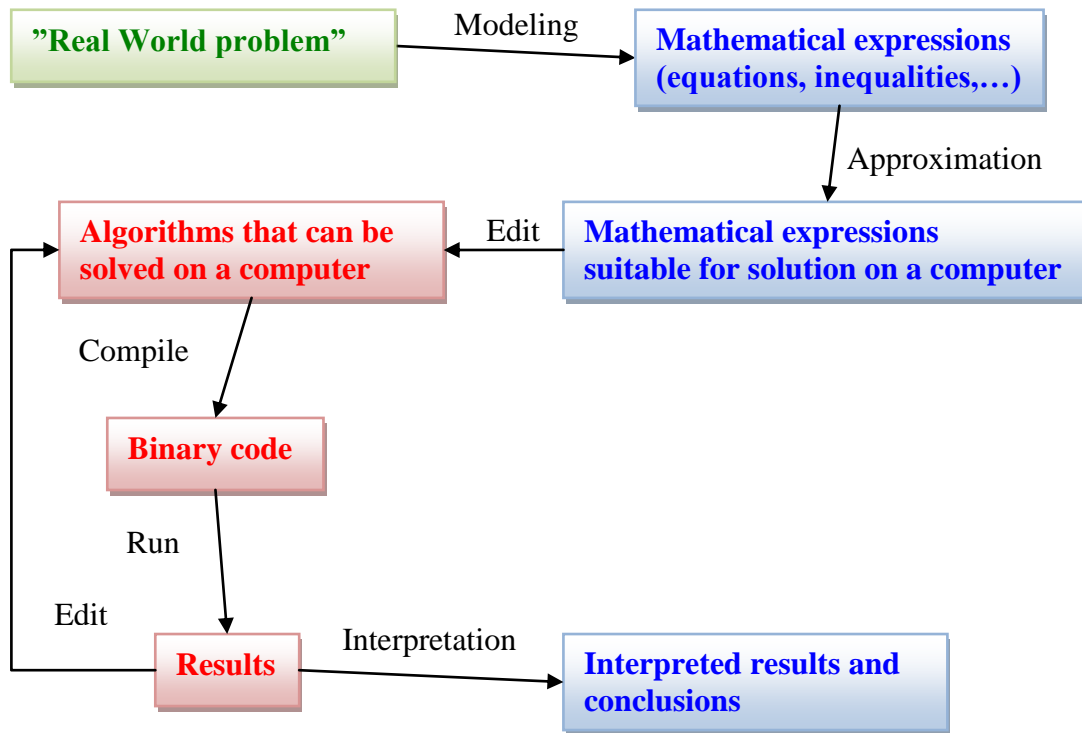 ”Real World problem”
Modeling
Mathematical expressions
(equations, inequalities,…)
Approximation
Mathematical expressions
suitable for solution on a computer
Edit
Algorithms that can be
solved on a computer
Compile
Binary code
Run
Edit
Results
Interpretation
Interpreted results and
conclusions